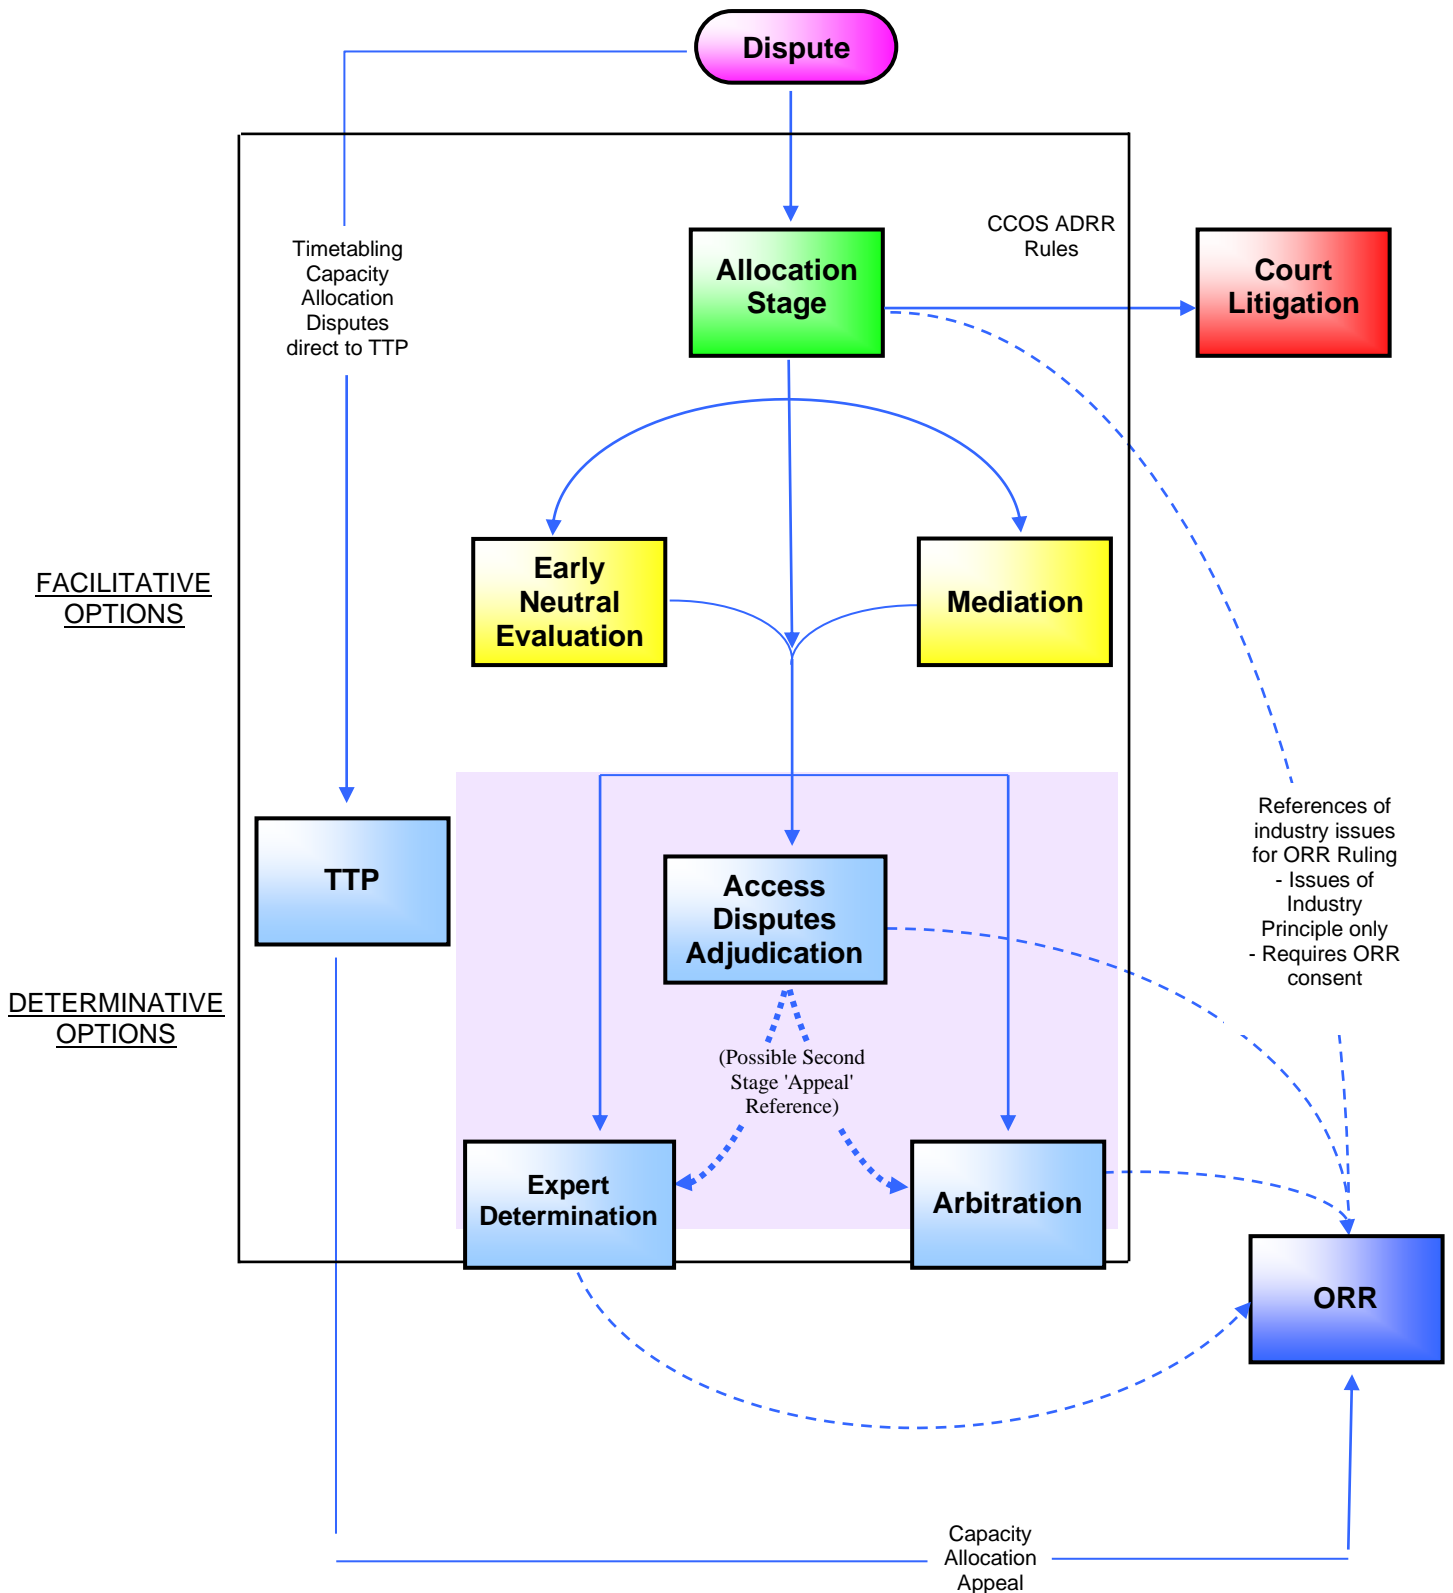 Dispute
Timetabling
Capacity
Allocation
Disputes
direct to TTP
Allocation
Stage
CCOS ADRR
Rules
Court
Litigation
FACILITATIVE
OPTIONS
Early
Neutral
Evaluation
Mediation
TTP
Access
Disputes
Adjudication
References of
industry issues
for ORR Ruling
- Issues of
Industry
Principle only
- Requires ORR
consent
DETERMINATIVE
OPTIONS
(Possible Second
Stage 'Appeal'
Reference)
Expert
Determination
Arbitration
ORR
Capacity
Allocation
Appeal